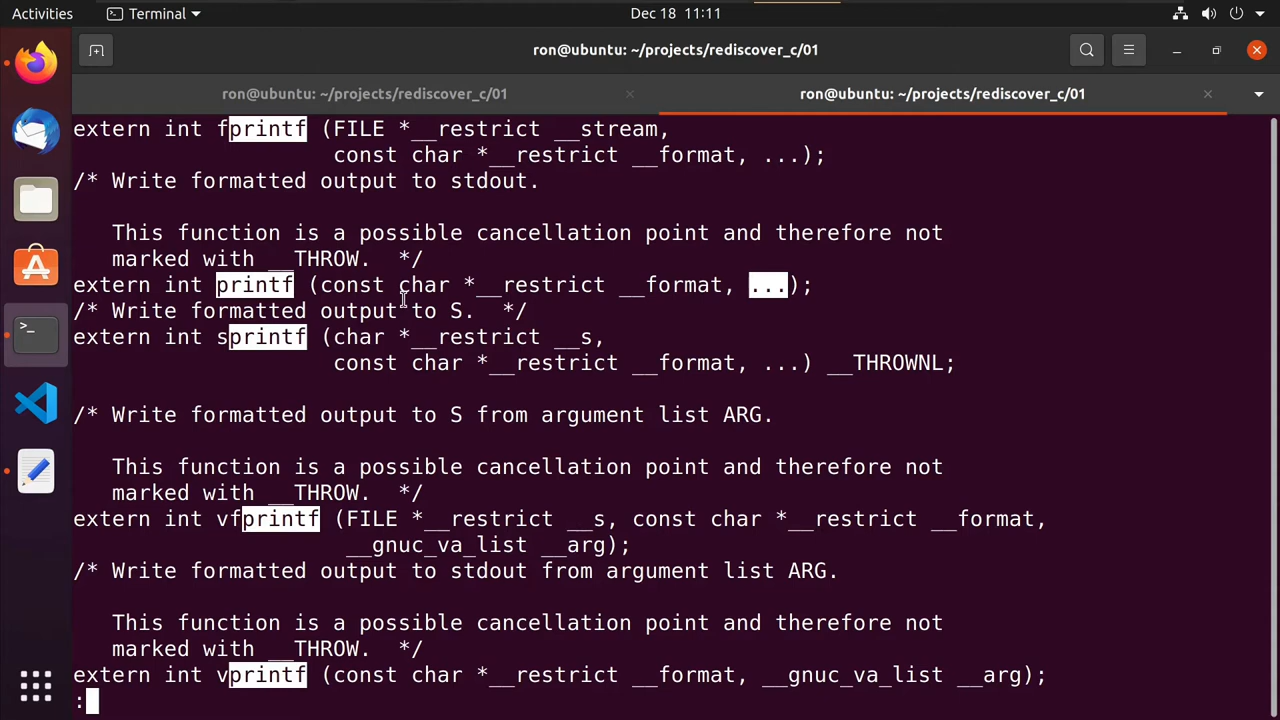 Activities
Terminal
Dec 18 11:11
ron@ubuntu: ~/projects/rediscover_c/01
ron@ubuntu: ~/projects/rediscover_c/01
ron@ubuntu: ~/projects/rediscover_c/01
extern int fprintf (FILE *__restrict __stream,
const char *__restrict __format, ...);
/* Write formatted output to stdout.
This function is a possible cancellation point and therefore not
marked with __THROW.  */
extern int printf (const char *__restrict __format, ...);
/* Write formatted output to S.  */
extern int sprintf (char *__restrict __s,
const char *__restrict __format, ...) __THROWNL;
/* Write formatted output to S from argument list ARG.
This function is a possible cancellation point and therefore not
marked with __THROW.  */
extern int vfprintf (FILE *__restrict __s, const char *__restrict __format,
__gnuc_va_list __arg);
/* Write formatted output to stdout from argument list ARG.
This function is a possible cancellation point and therefore not
marked with __THROW.  */
extern int vprintf (const char *__restrict __format, __gnuc_va_list __arg);
: